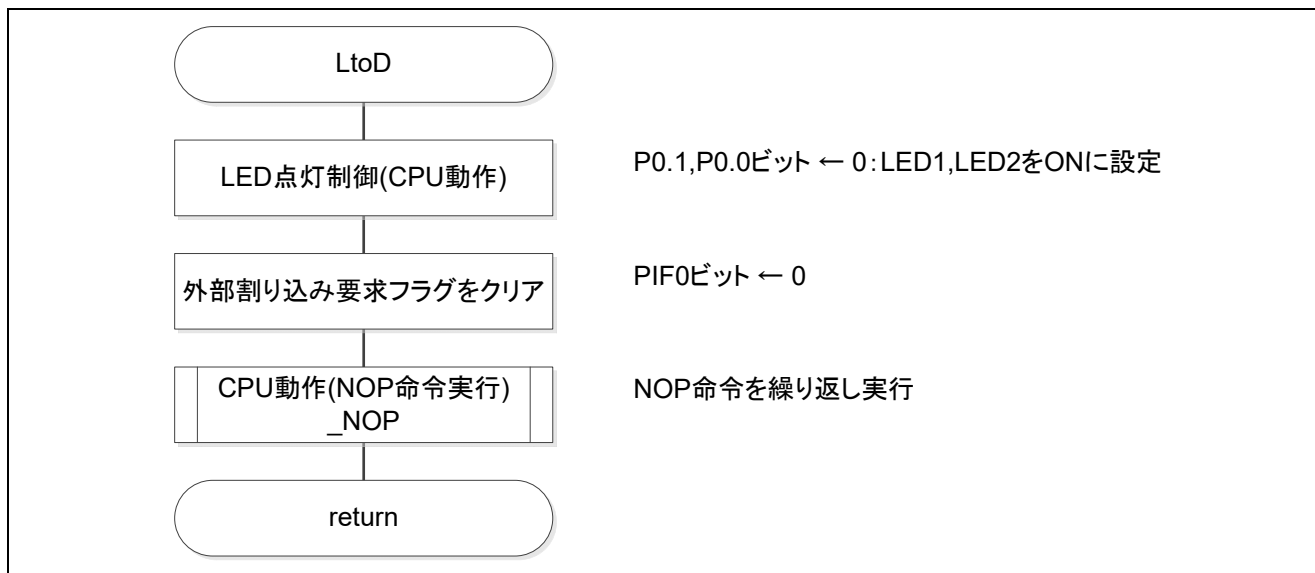 LtoD
LED点灯制御(CPU動作)
P0.1,P0.0ビット ← 0：LED1,LED2をONに設定
外部割り込み要求フラグをクリア
PIF0ビット ← 0
CPU動作(NOP命令実行)
_NOP
NOP命令を繰り返し実行
return